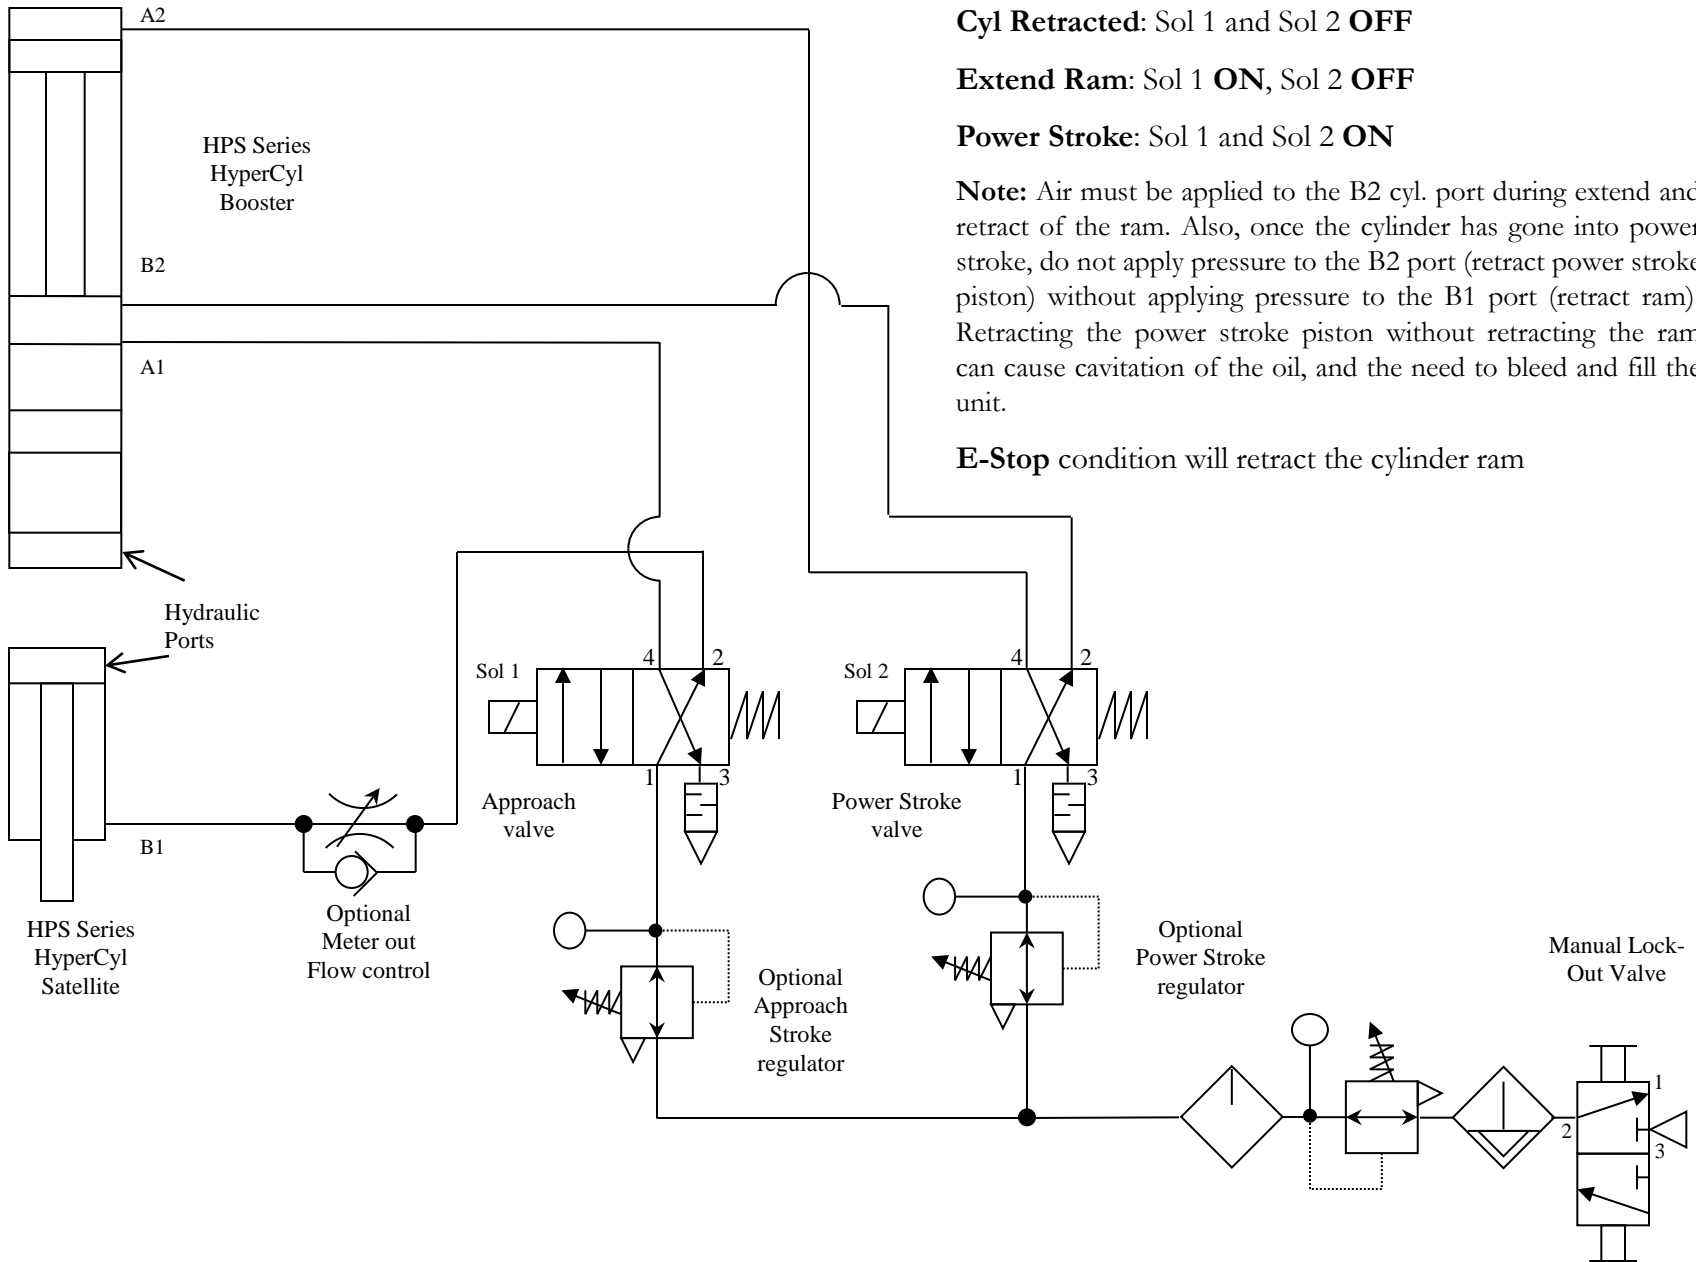 A2
Cyl Retracted: Sol 1 and Sol 2 OFF
Extend Ram: Sol 1 ON, Sol 2 OFF
Power Stroke: Sol 1 and Sol 2 ON
Note: Air must be applied to the B2 cyl. port during extend and
retract of the ram. Also, once the cylinder has gone into power
stroke, do not apply pressure to the B2 port (retract power stroke
piston) without applying pressure to the B1 port (retract ram)
Retracting the power stroke piston without retracting the ram
can cause cavitation of the oil, and the need to bleed and fill the
unit.
E-Stop condition will retract the cylinder ram
HPS Series
HyperCyl
Booster
B2
A1
Hydraulic
Ports
Sol 1
4
2
1
3
Approach
valve
Sol 2
4
2
1
3
Power Stroke
valve
B1
HPS Series
HyperCyl
Satellite
Optional
Meter out
Flow control
Optional
Approach
Stroke
regulator
Optional
Power Stroke
regulator
Manual Lock-
Out Valve
1
2
3